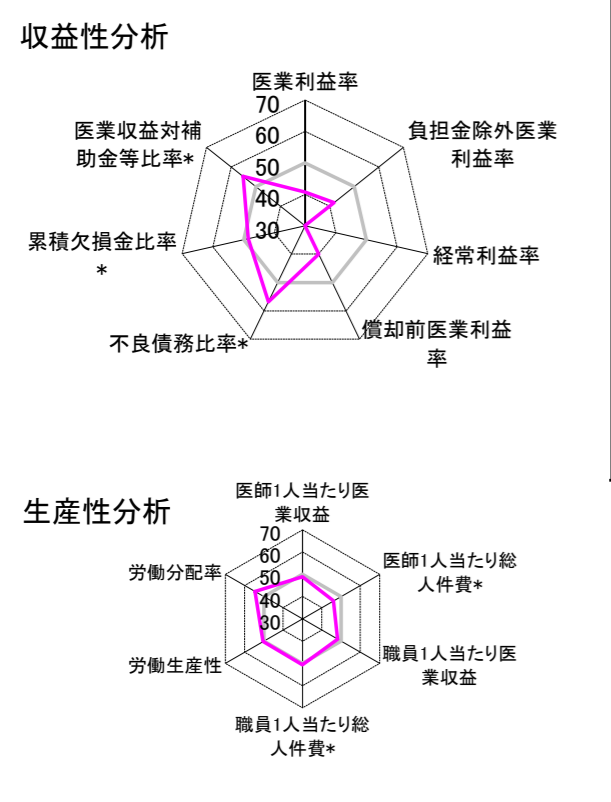 収益性分析
医業利益率
70
60
50
40
30
負担金除外医業
利益率
経常利益率
償却前医業利益
率
不良債務比率*
累積欠損金比率
*
医業収益対補
助金等比率*
生産性分析
医師1人当たり医
業収益
70
60
50
40
30
医師1人当たり総
人件費*
職員1人当たり医
業収益
職員1人当たり総
人件費*
労働生産性
労働分配率